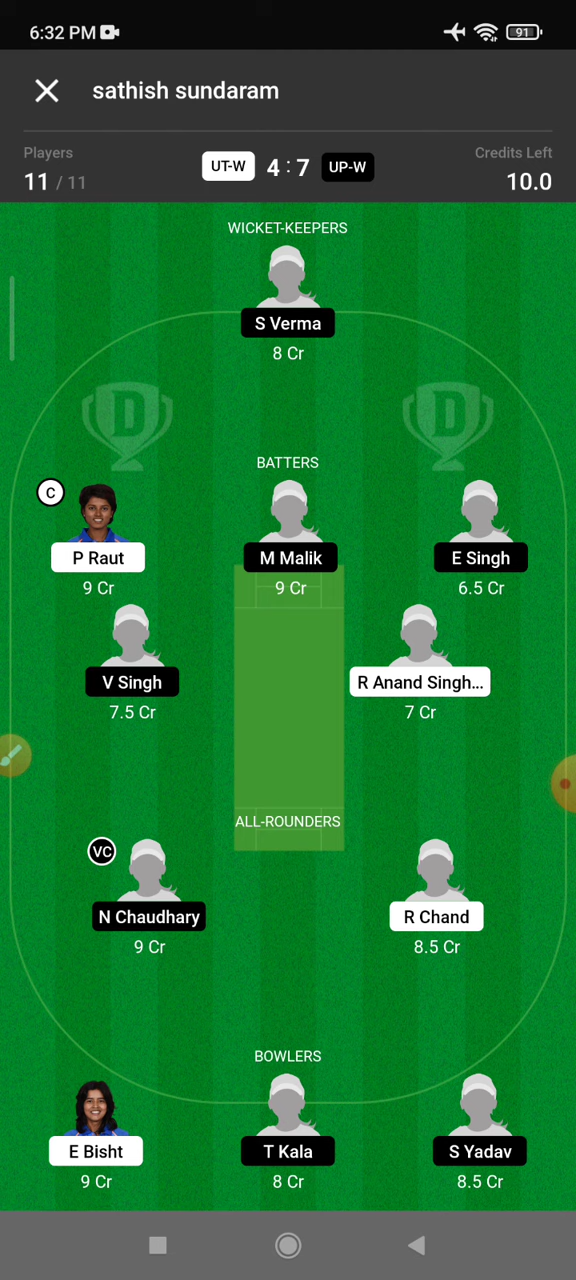 6:32 PM
91
sathish sundaram
Players
11 / 11
UT-W 4 : 7 UP-W
Credits Left
10.0
WICKET-KEEPERS
S Verma
8 Cr
D D
BATTERS
C
P Raut M Malik E Singh
9 Cr 9 Cr 6.5 Cr
V Singh R Anand Singh...
7.5 Cr 7 Cr
ALL-ROUNDERS
VC
N Chaudhary R Chand
9 Cr 8.5 Cr
BOWLERS
E Bisht T Kala S Yadav
9 Cr 8 Cr 8.5 Cr